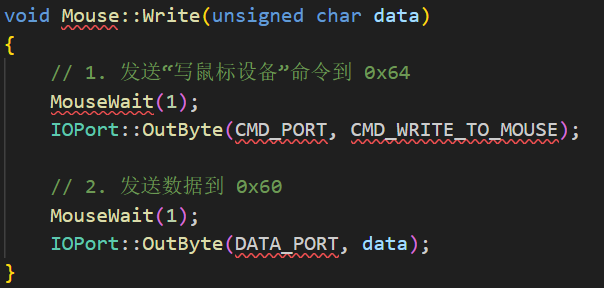 void Mouse::Write(unsigned char data)
{
    // 1. 发送“写鼠标设备”命令到 0x64
    MouseWait(1);
    IOPort::OutByte(CMD_PORT, CMD_WRITE_TO_MOUSE);

    // 2. 发送数据到 0x60
    MouseWait(1);
    IOPort::OutByte(DATA_PORT, data);
}